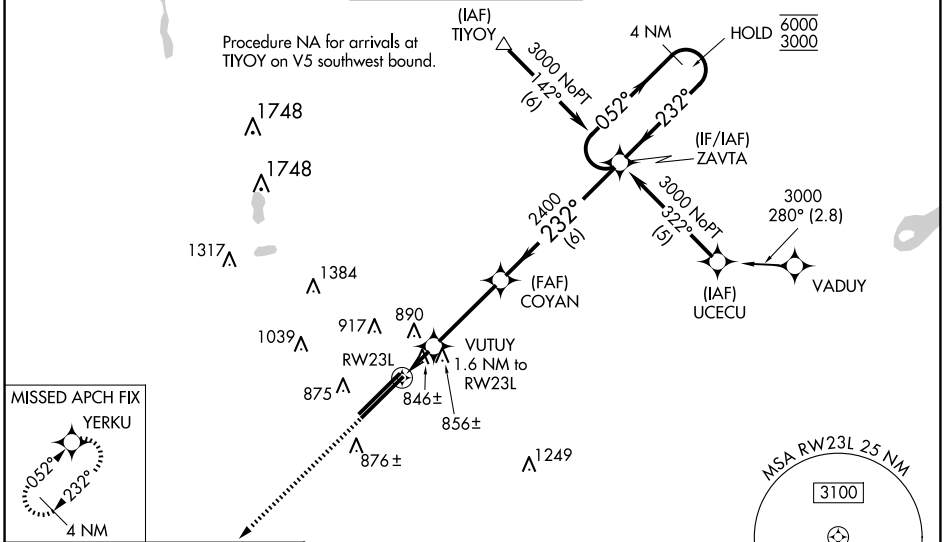 (IAF)
TIYOY
Procedure NA for arrivals at
TIYOY on V5 southwest bound.
3000 NoPT
142°
(6)
4 NM
HOLD
6000
3000
052°
232°
(IF/IAF)
ZAVTA
1748
1748
3000 NoPT
322°
(5)
3000
280° (2.8)
VADUY
(IAF)
UCECU
2400
232°
(6)
(FAF)
COYAN
1317
1384
917
890
1039
VUTUY
1.6 NM to
RW23L
RW23L
875
846±
856±
876±
1249
MISSED APCH FIX
YERKU
052°
232°
4 NM
MSA RW23L 25 NM
3100